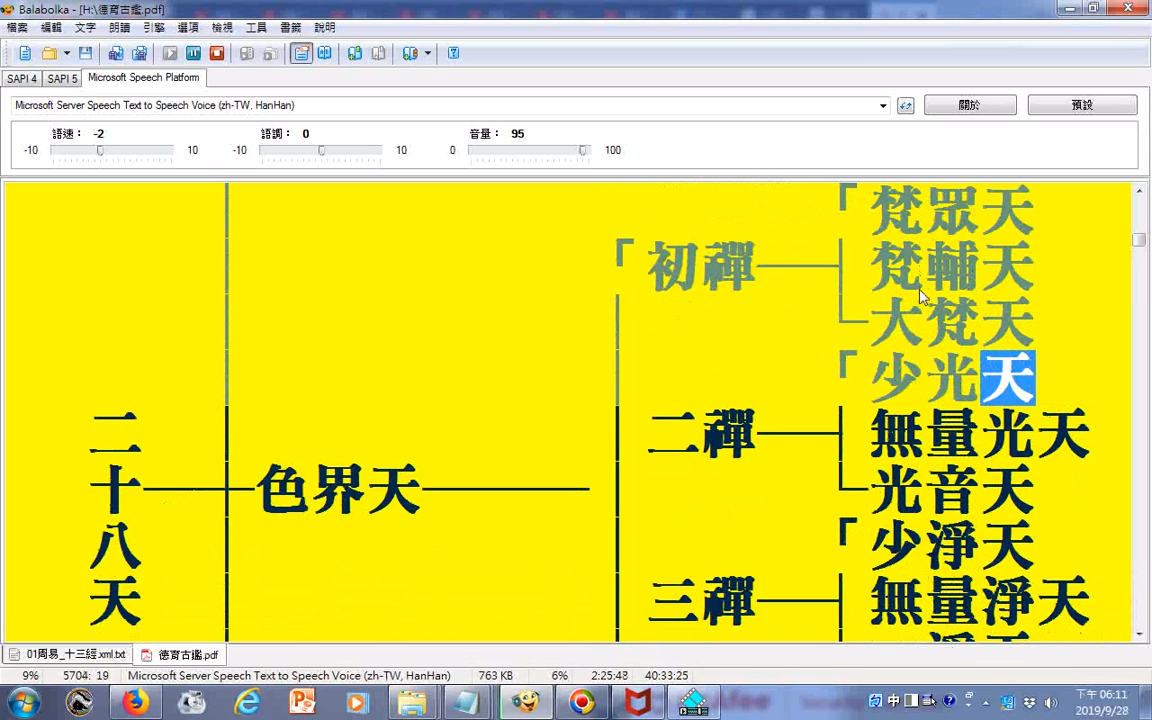 Balabolka - [H:\德育古鑑.pdf]
檔案 編輯 文字 朗讀 引擎 選項 檢視 工具 書籤 說明
SAPI 4 SAPI 5 Microsoft Speech Platform
Microsoft Server Speech Text to Speech Voice (zh-TW, HanHan) 關於 預設
語速： -2 語調： 0 音量： 95
-10 10 -10 10 0 100
「梵眾天
「初禪 梵輔天
大梵天
「少光天
二 二禪 無量光天
十 色界天 光音天
八 「少淨天
天 三禪 無量淨天
01周易_十三經.xml.txt 德育古鑑.pdf
9% 5704: 19 Microsoft Server Speech Text to Speech Voice (zh-TW, HanHan) 763 KB 6% 2:25:48 40:33:25
中 下午 06:11
2019/9/28